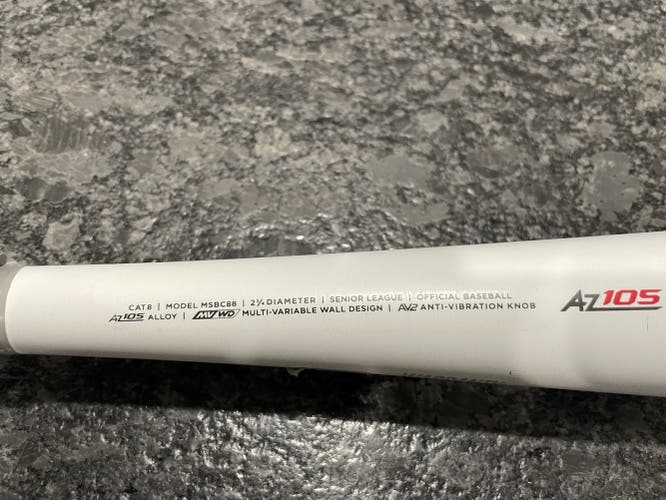 CAT8 | MODEL MSBC88 | 2¾ DIAMETER | SENIOR LEAGUE | OFFICIAL BASEBALL
AZ105 ALLOY | MVWD MULTI-VARIABLE WALL DESIGN | AV2 ANTI-VIBRATION KNOB
AZ105